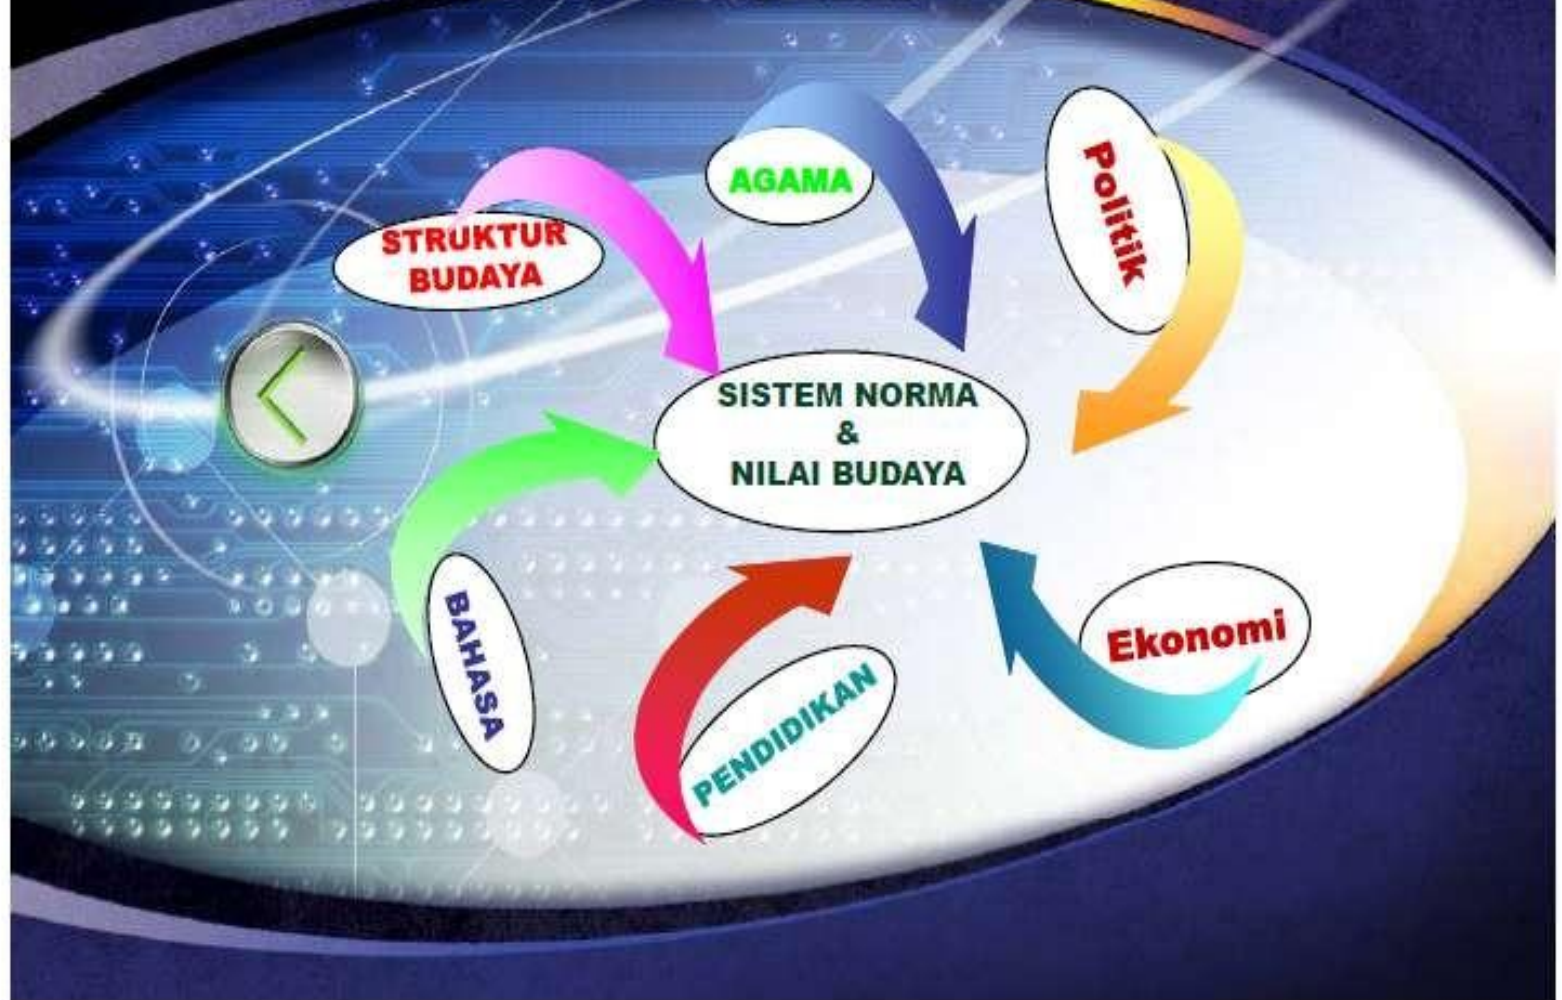 STRUKTUR
BUDAYA
AGAMA
Politik
SISTEM NORMA
&
NILAI BUDAYA
BAHASA
PENDIDIKAN
Ekonomi